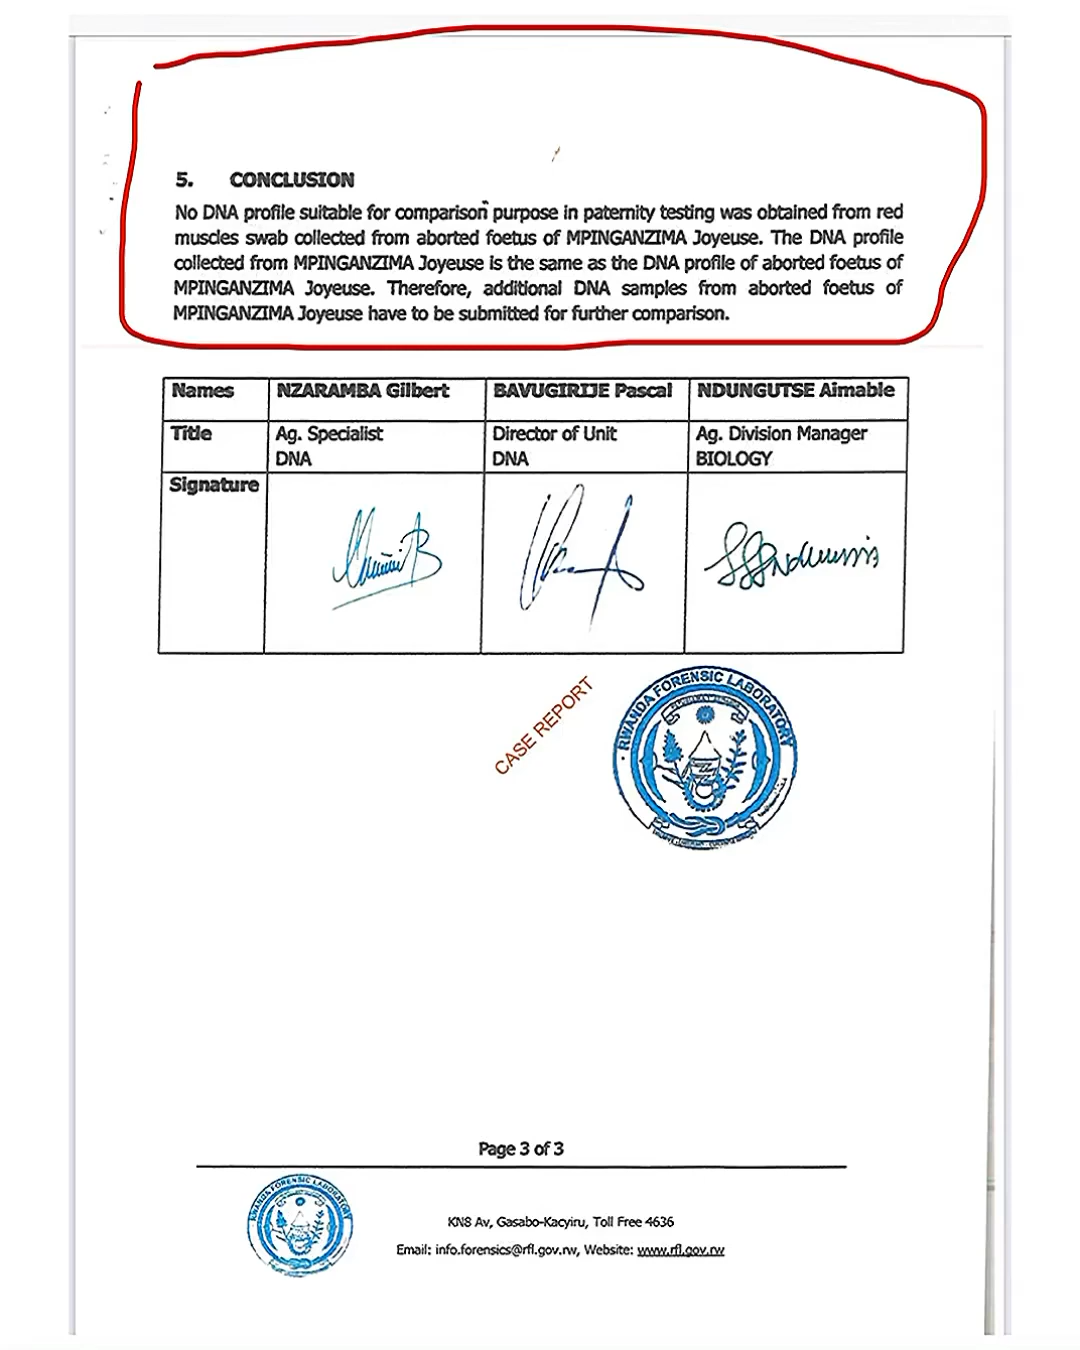 5. CONCLUSION
No DNA profile suitable for comparison purpose in paternity testing was obtained from red
muscles swab collected from aborted foetus of MPINGANZIMA Joyeuse. The DNA profile
collected from MPINGANZIMA Joyeuse is the same as the DNA profile of aborted foetus of
MPINGANZIMA Joyeuse. Therefore, additional DNA samples from aborted foetus of
MPINGANZIMA Joyeuse have to be submitted for further comparison.
Names NZARAMBA Gilbert BAVUGIRIJE Pascal NDUNGUTSE Aimable
Title Ag. Specialist Director of Unit Ag. Division Manager
DNA DNA BIOLOGY
Signature
CASE REPORT
RWANDA FORENSIC LABORATORY
Page 3 of 3
RWANDA FORENSIC LABORATORY
KN8 Av, Gasabo-Kacyiru, Toll Free 4636
Email: info.forensics@rfl.gov.rw, Website: www.rfl.gov.rw